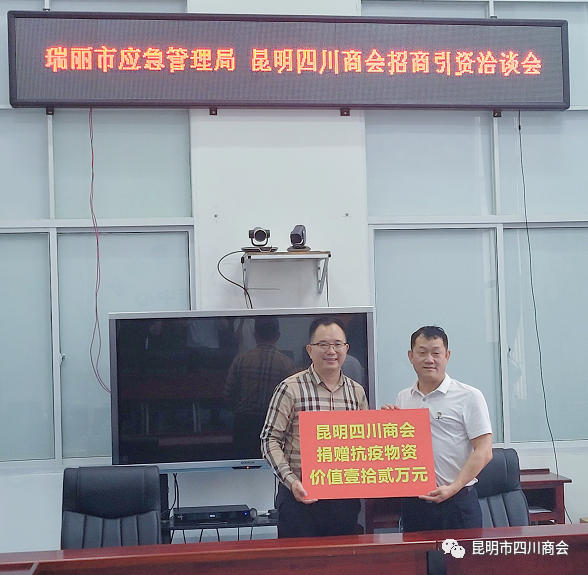 瑞丽市应急管理局 昆明四川商会招商引资洽谈会
昆明四川商会
捐赠抗疫物资
价值壹拾贰万元
昆明市四川商会